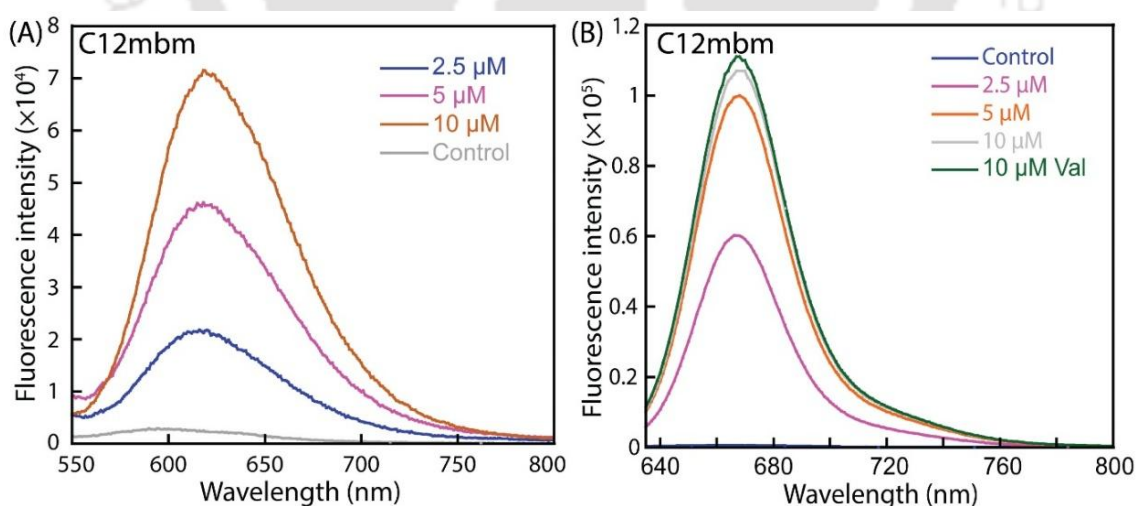 (A)
C12mbm
2.5 µM
5 µM
10 µM
Control
Fluorescence intensity (×10⁴)
8
7
6
5
4
3
2
1
0
550 600 650 700 750 800
Wavelength (nm)
(B)
C12mbm
Control
2.5 µM
5 µM
10 µM
10 µM Val
Fluorescence intensity (×10⁵)
1.2
1
0.8
0.6
0.4
0.2
0
640 680 720 760 800
Wavelength (nm)